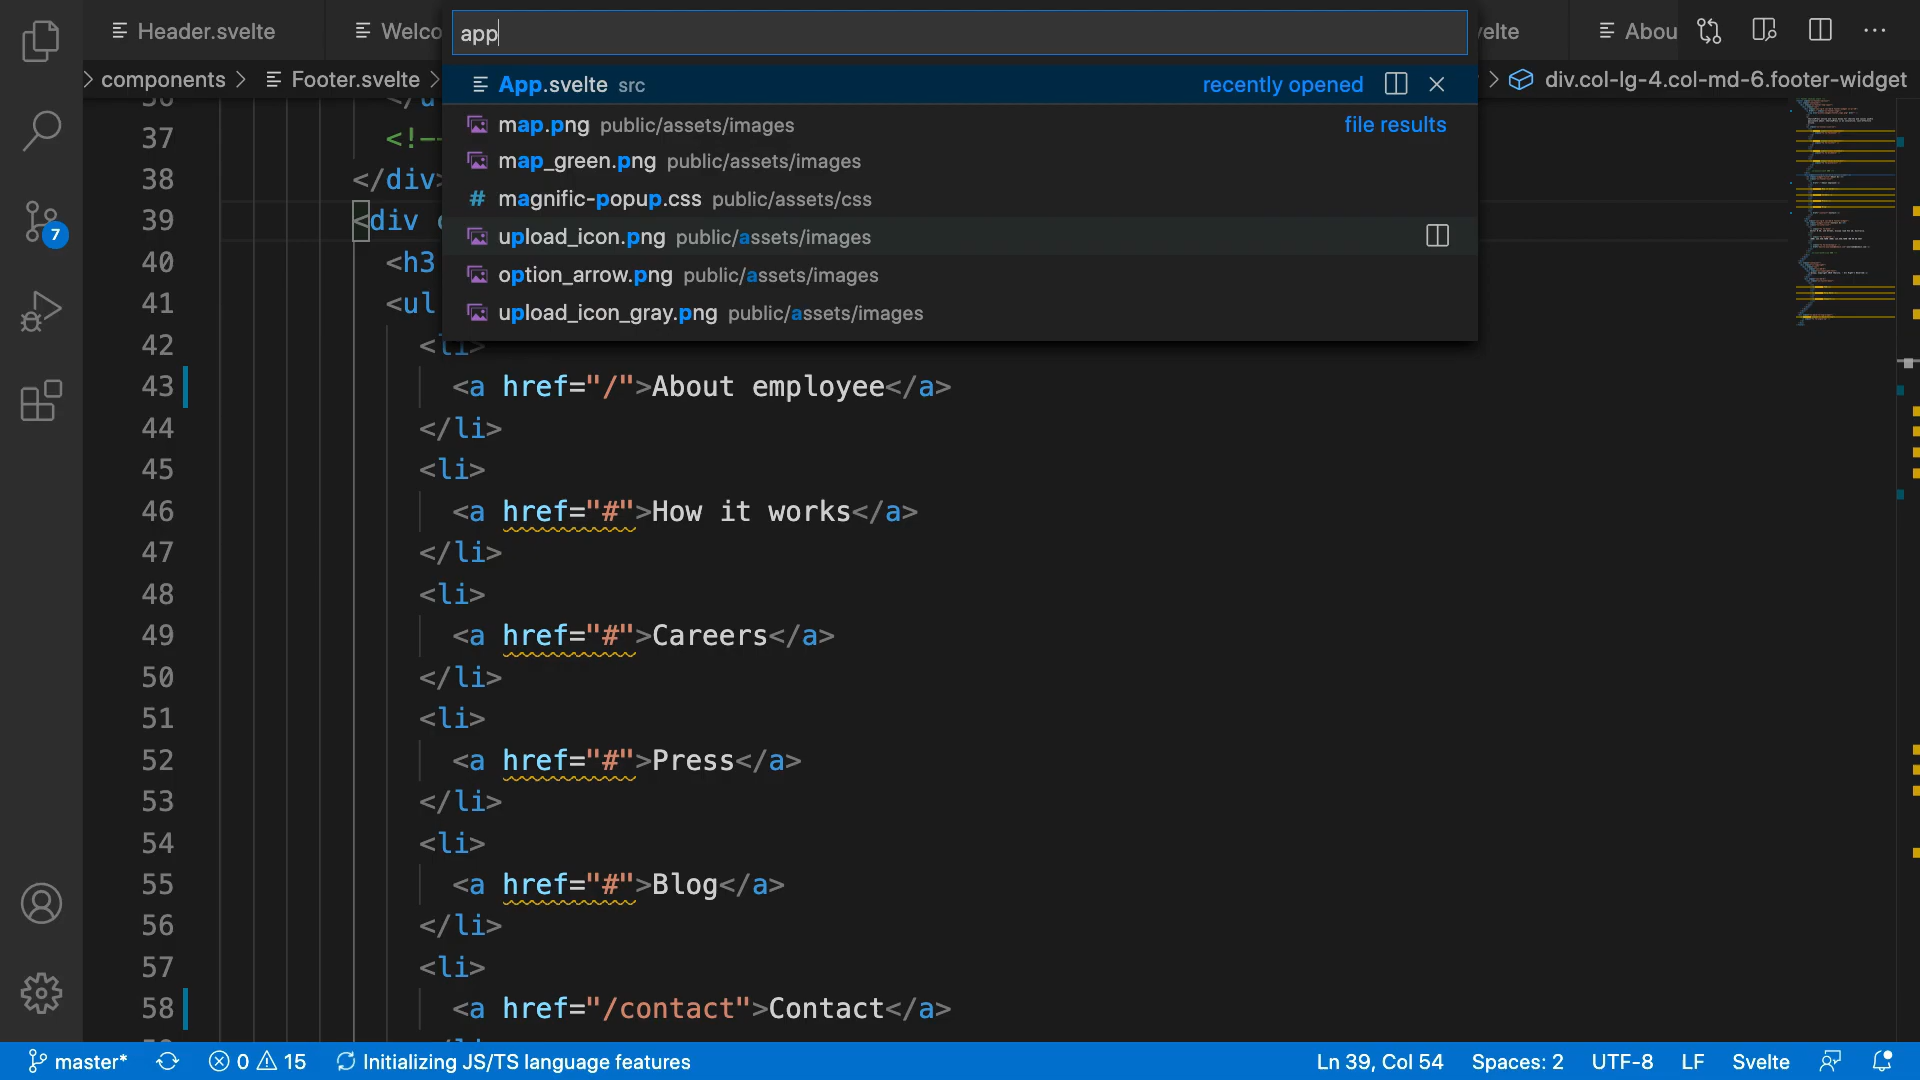 Header.svelte
Welco
app
velte
Abou
components
Footer.svelte
App.svelte src
recently opened
div.col-lg-4.col-md-6.footer-widget
map.png public/assets/images
file results
map_green.png public/assets/images
magnific-popup.css public/assets/css
upload_icon.png public/assets/images
option_arrow.png public/assets/images
upload_icon_gray.png public/assets/images
37 <!--
38 </div>
39 <div
40 <h3
41 <ul
42 <li>
43 <a href="/">About employee</a>
44 </li>
45 <li>
46 <a href="#">How it works</a>
47 </li>
48 <li>
49 <a href="#">Careers</a>
50 </li>
51 <li>
52 <a href="#">Press</a>
53 </li>
54 <li>
55 <a href="#">Blog</a>
56 </li>
57 <li>
58 <a href="/contact">Contact</a>
7
master* 0 15 Initializing JS/TS language features
Ln 39, Col 54 Spaces: 2 UTF-8 LF Svelte